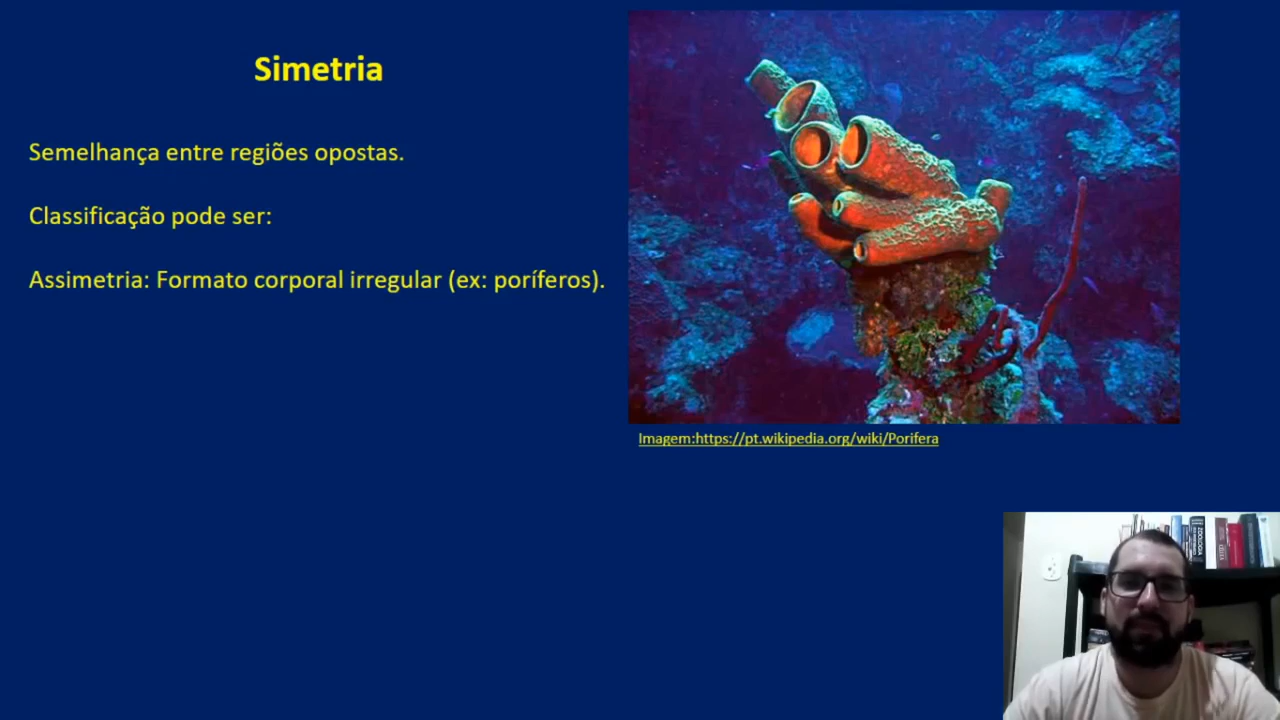 Simetria
Semelhança entre regiões opostas.
Classificação pode ser:
Assimetria: Formato corporal irregular (ex: poríferos).
Imagem:https://pt.wikipedia.org/wiki/Porifera
ZOOLOGIA